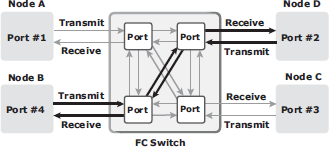 Node A
Node D
Transmit
Receive
Port #1
Port
Port
Port #2
Receive
Transmit
Node B
Node C
Transmit
Receive
Port #4
Port
Port
Port #3
Receive
Transmit
FC Switch